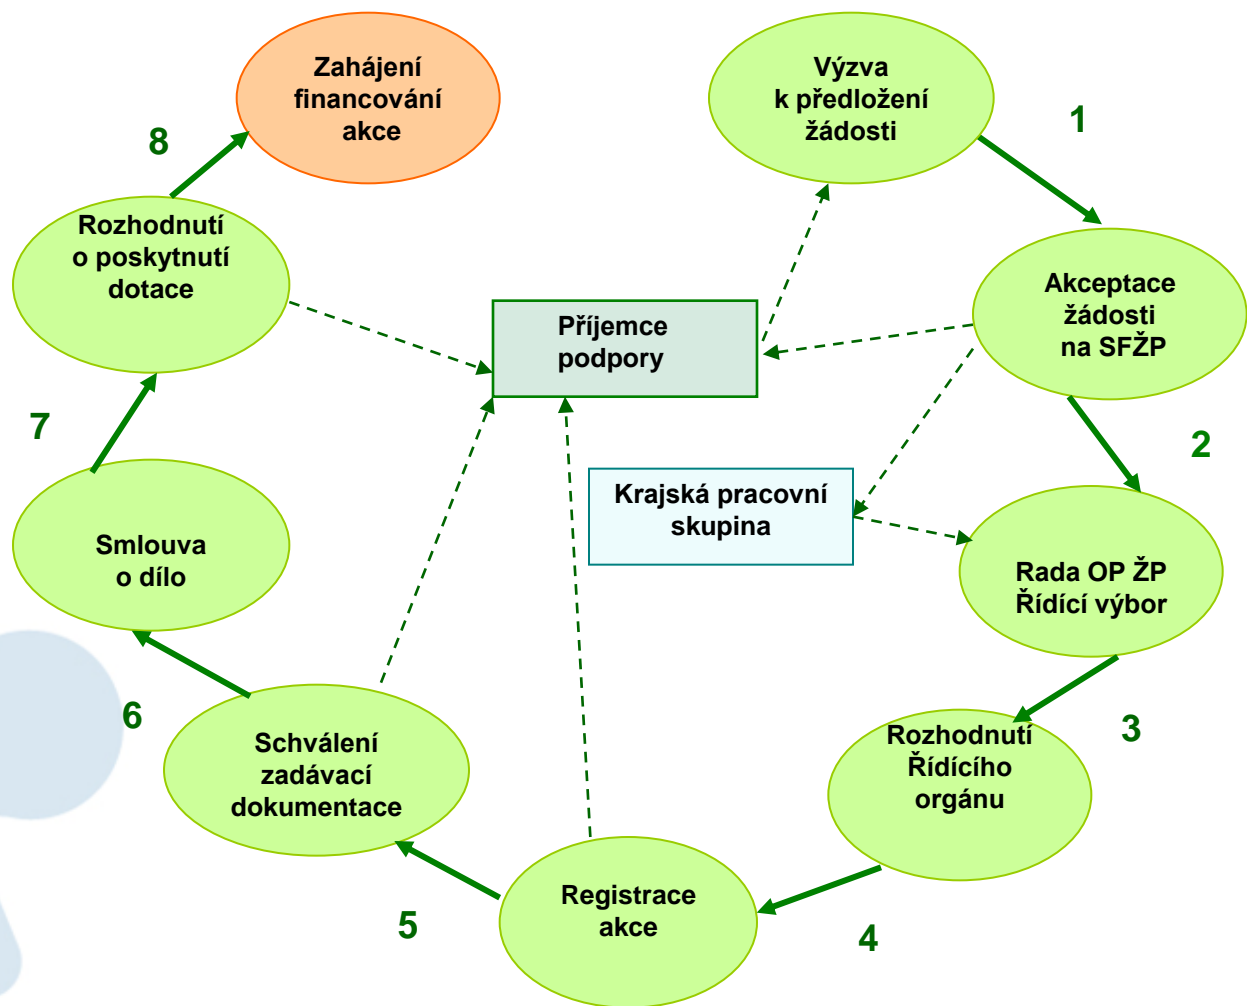 Zahájení
financování
akce
Výzva
k předložení
žádosti
1
8
Rozhodnutí
o poskytnutí
dotace
Akceptace
žádosti
na SFŽP
Příjemce
podpory
7
2
Krajská pracovní
skupina
Smlouva
o dílo
Rada OP ŽP
Řídící výbor
6
3
Schválení
zadávací
dokumentace
Rozhodnutí
Řídícího
orgánu
Registrace
akce
5
4